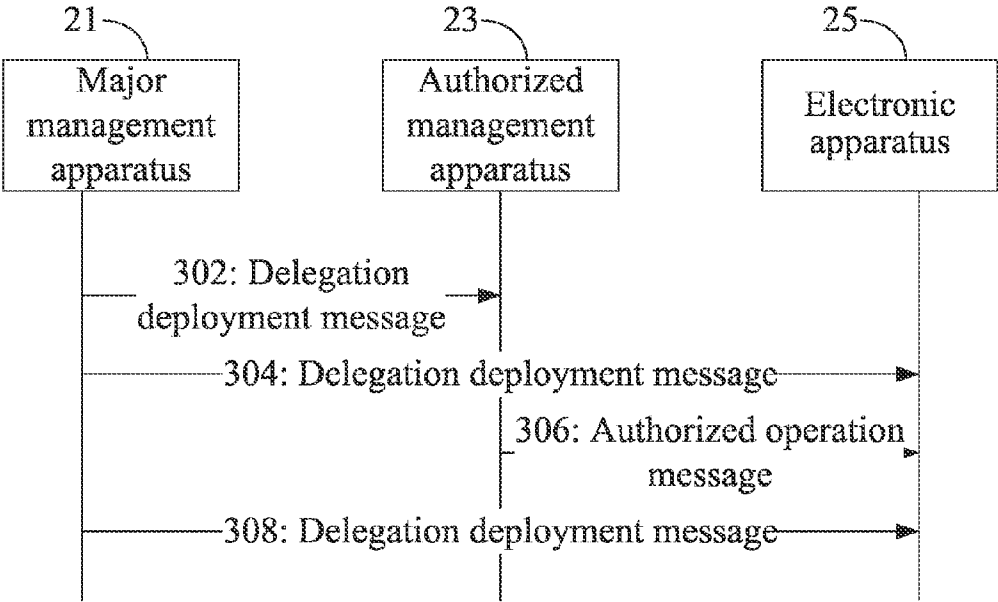 21
23
25
Major
management
apparatus
Authorized
management
apparatus
Electronic
apparatus
302: Delegation
deployment message
304: Delegation deployment message
306: Authorized operation
message
308: Delegation deployment message